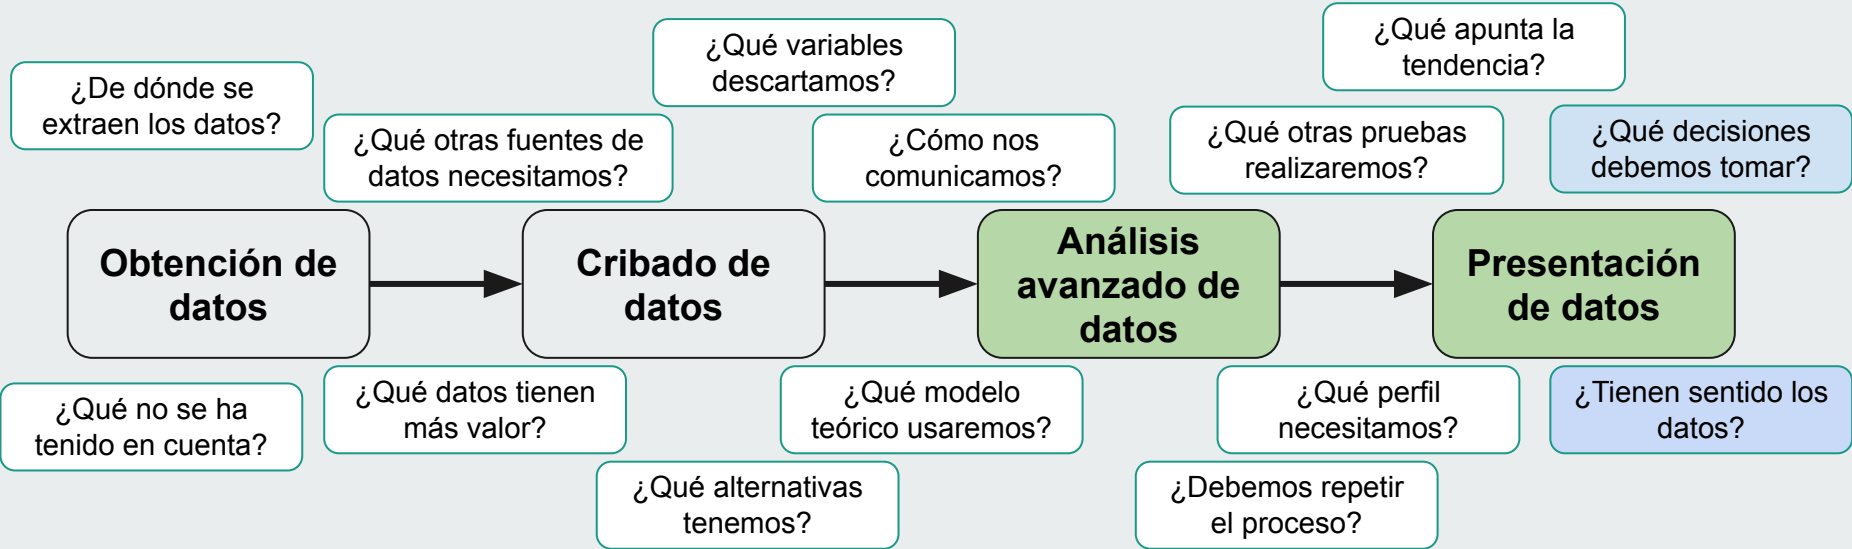 ¿De dónde se
extraen los datos?
¿Qué otras fuentes de
datos necesitamos?
¿Qué variables
descartamos?
¿Cómo nos
comunicamos?
¿Qué otras pruebas
realizaremos?
¿Qué apunta la
tendencia?
¿Qué decisiones
debemos tomar?
Obtención de
datos
Cribado de
datos
Análisis
avanzado de
datos
Presentación
de datos
¿Qué no se ha
tenido en cuenta?
¿Qué datos tienen
más valor?
¿Qué alternativas
tenemos?
¿Qué modelo
teórico usaremos?
¿Debemos repetir
el proceso?
¿Qué perfil
necesitamos?
¿Tienen sentido los
datos?